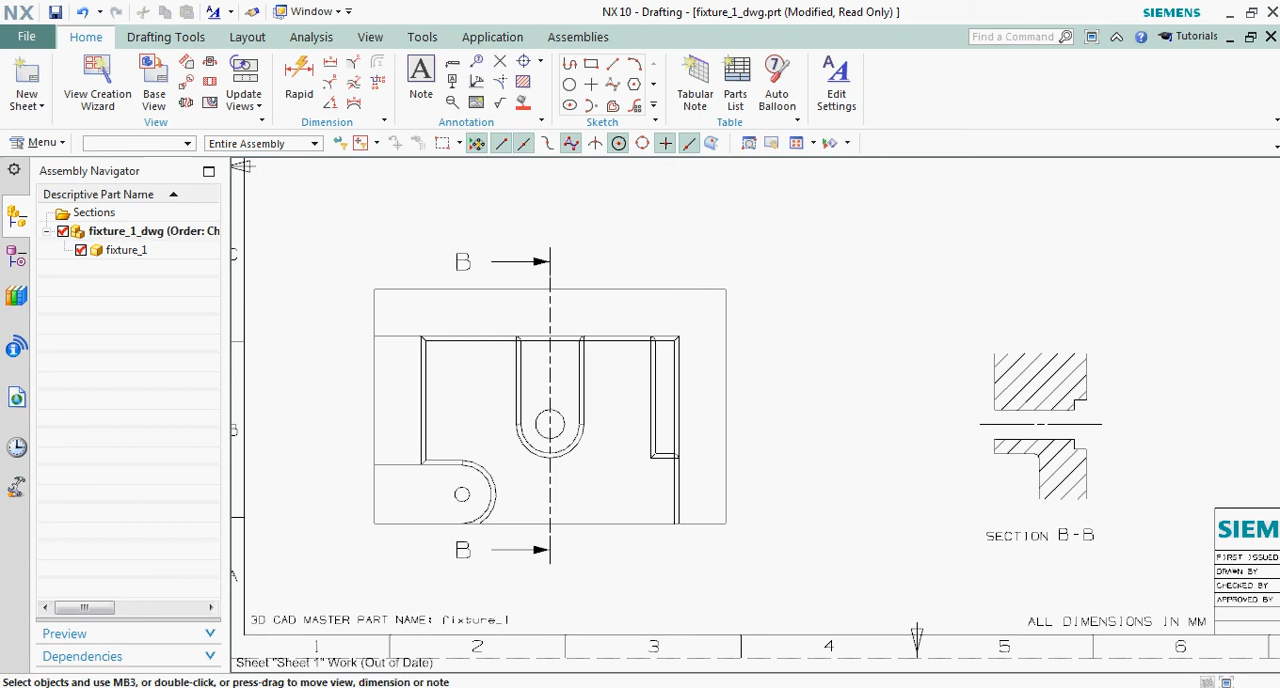 NX
Window
NX 10 - Drafting - [fixture_1_dwg.prt (Modified, Read Only) ]
SIEMENS
File
Home
Drafting Tools
Layout
Analysis
View
Tools
Application
Assemblies
Find a Command
Tutorials
New
Sheet
View Creation
Wizard
Base
View
Update
Views
View
Rapid
Dimension
A
Note
Annotation
Sketch
Tabular
Note
Parts
List
Auto
Balloon
Table
Edit
Settings
Menu
Entire Assembly
Assembly Navigator
Descriptive Part Name
Sections
fixture_1_dwg (Order: Ch
fixture_1
C
B
A
B
B
SECTION B-B
SIEM
FIRST ISSUED
DRAWN BY
CHECKED BY
APPROVED BY
3D CAD MASTER PART NAME: fixture_1
ALL DIMENSIONS IN MM
1
2
3
4
5
6
Preview
Dependencies
Sheet "Sheet 1" Work (Out of Date)
Select objects and use MB3, or double-click, or press-drag to move view, dimension or note